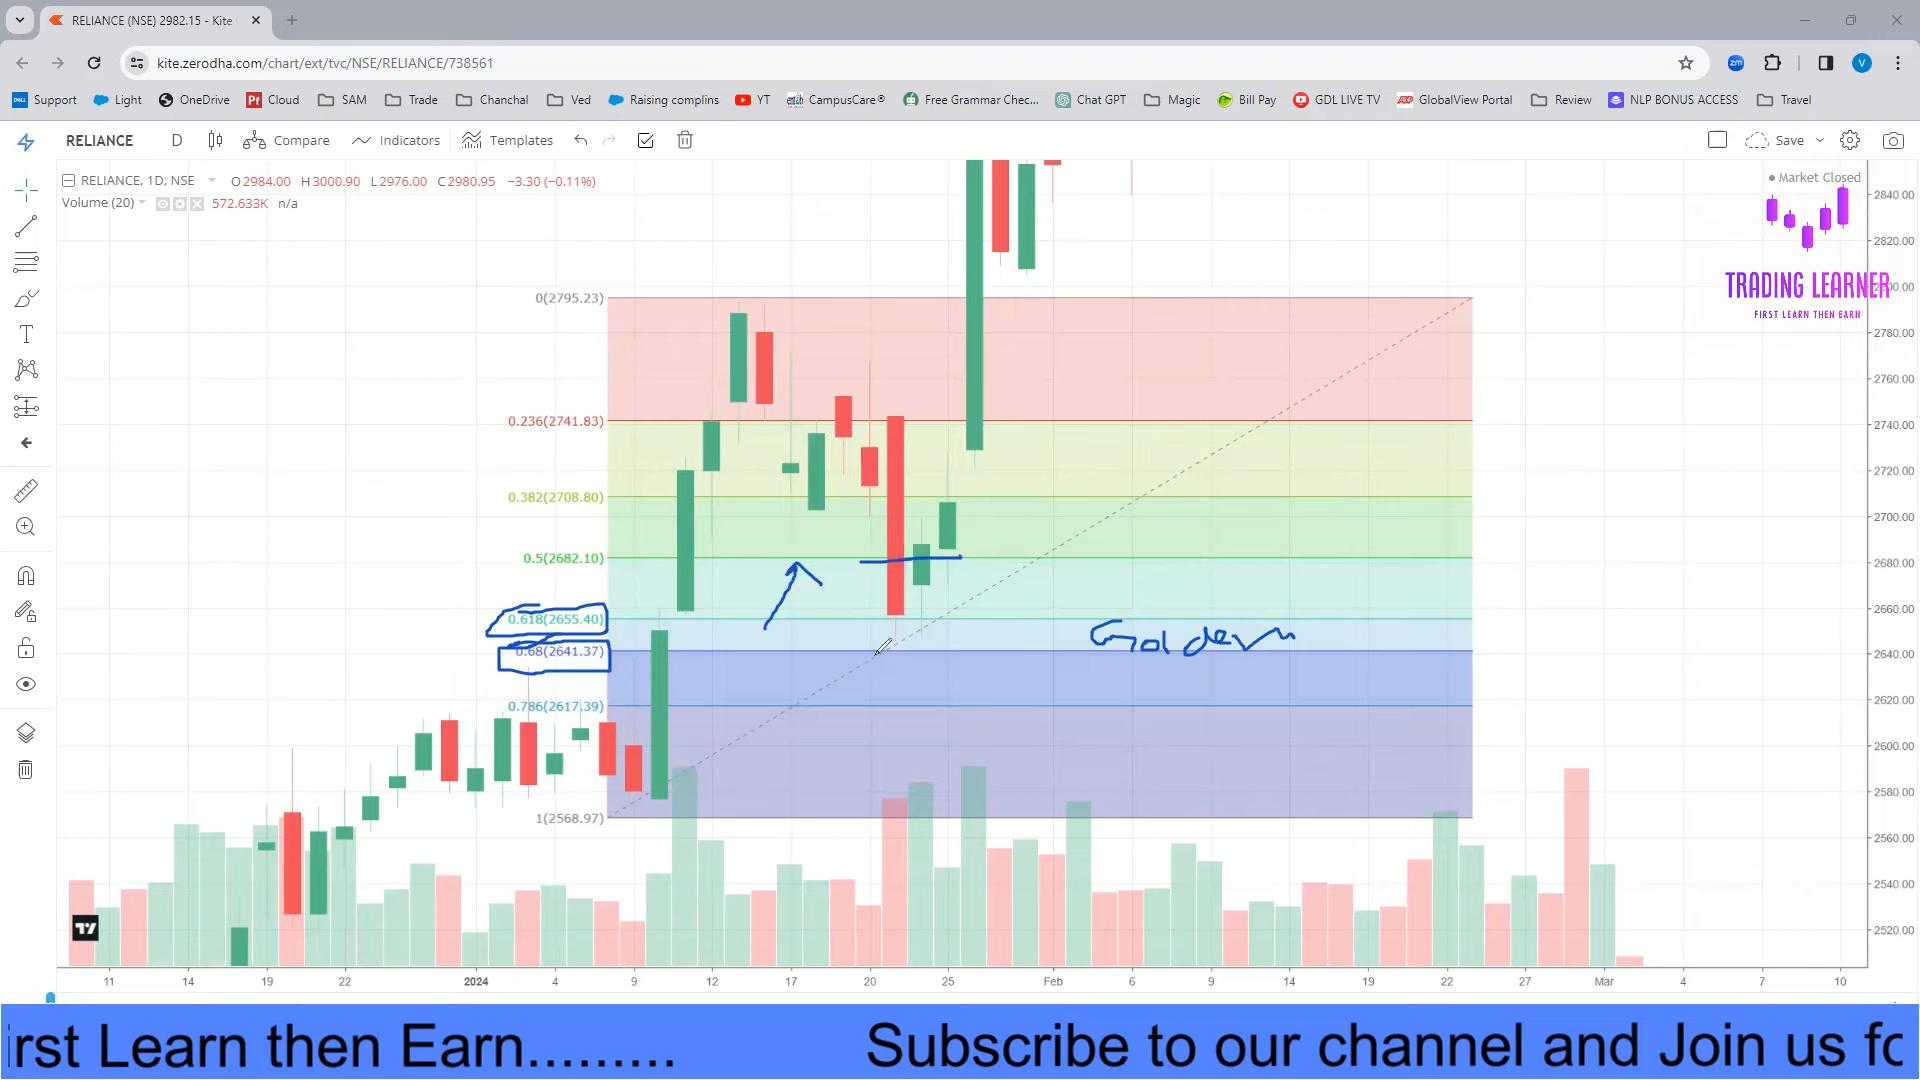 RELIANCE (NSE) 2982.15 - Kite
kite.zerodha.com/chart/ext/tvc/NSE/RELIANCE/738561
Support Light OneDrive Cloud SAM Trade Chanchal Ved Raising complins YT CampusCare® Free Grammar Chec... Chat GPT Magic Bill Pay GDL LIVE TV GlobalView Portal Review NLP BONUS ACCESS Travel
RELIANCE D Compare Indicators Templates Save
RELIANCE, 1D, NSE O2984.00 H3000.90 L2976.00 C2980.95 −3.30 (−0.11%)
Market Closed
Volume (20) 572.633K n/a
TRADING LEARNER
FIRST LEARN THEN EARN
2840.00
2820.00
2780.00
2760.00
2740.00
2720.00
2700.00
2680.00
2660.00
2640.00
2620.00
2600.00
2580.00
2560.00
2540.00
2520.00
0(2795.23)
0.236(2741.83)
0.382(2708.80)
0.5(2682.10)
0.618(2655.40)
0.68(2641.37)
0.786(2617.39)
1(2568.97)
Golden
11 14 19 22 2024 4 9 12 17 20 25 Feb 6 9 14 22 27 Mar 4 7 10
irst Learn then Earn......... Subscribe to our channel and Join us fo